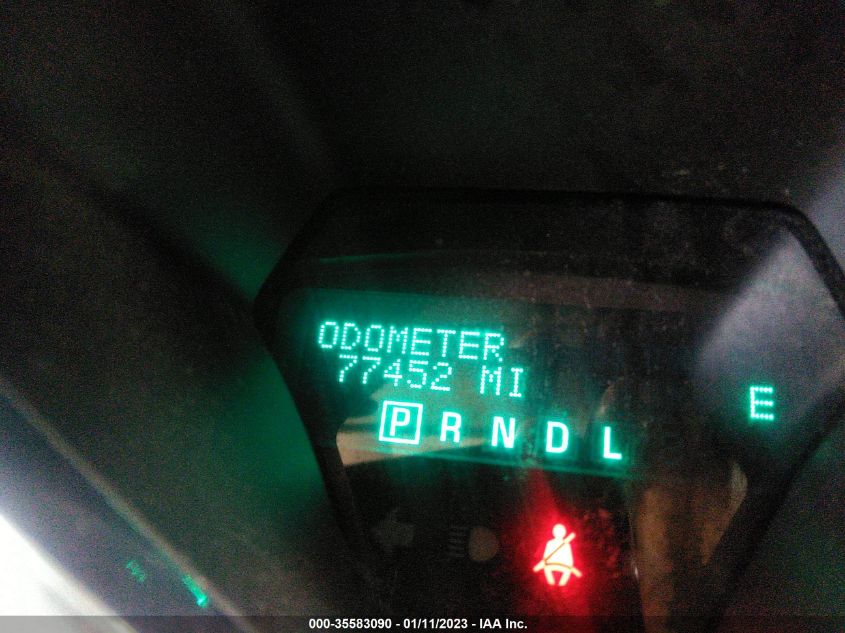 ODOMETER
77452 MI
E
P R N D L
000-35583090 - 01/11/2023 - IAA Inc.